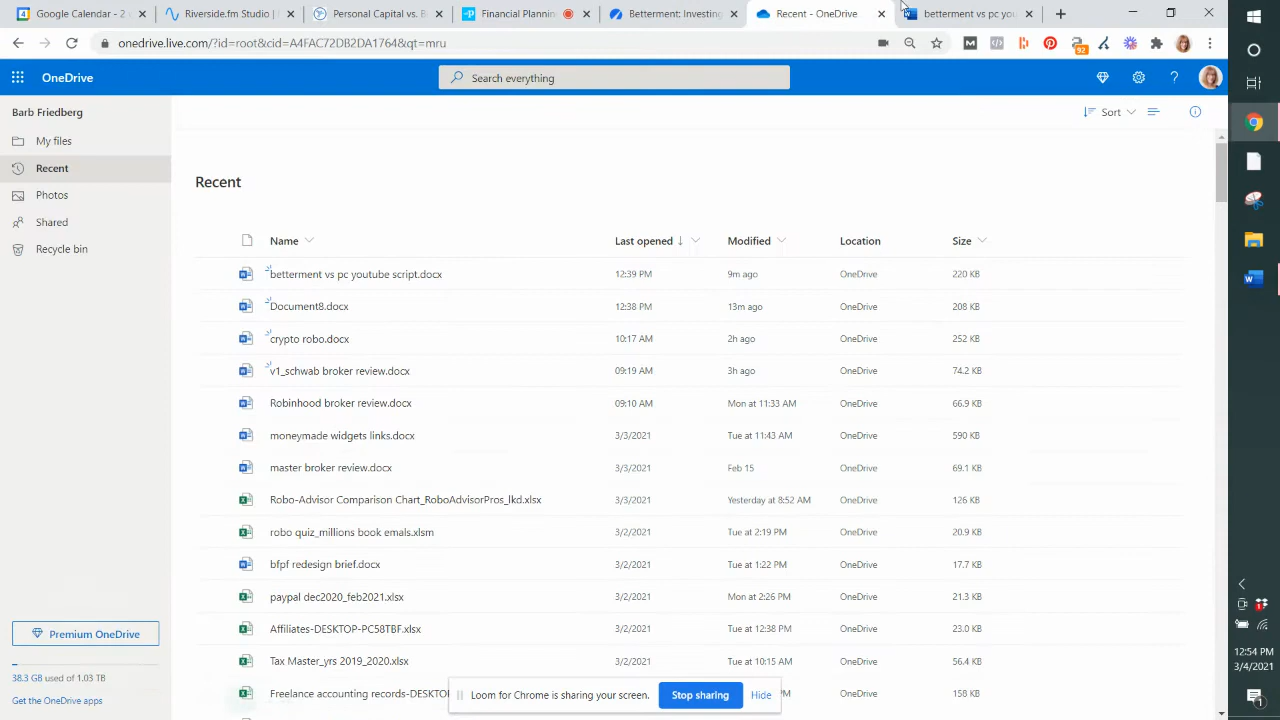 Google Calendar - 2
Riverside.fm Studio |
Personal Capital vs. B
Financial Planni
Betterment: Investing
Recent - OneDrive
betterment vs pc you
onedrive.live.com/?id=root&cid=A4FAC72DB2DA1764&qt=mru
92
OneDrive
Search everything
Barb Friedberg
Sort
My files
Recent
Photos
Shared
Recycle bin
Recent
Name Last opened Modified Location Size
betterment vs pc youtube script.docx 12:39 PM 9m ago OneDrive 220 KB
Document8.docx 12:38 PM 13m ago OneDrive 208 KB
crypto robo.docx 10:17 AM 2h ago OneDrive 252 KB
v1_schwab broker review.docx 09:19 AM 3h ago OneDrive 74.2 KB
Robinhood broker review.docx 09:10 AM Mon at 11:33 AM OneDrive 66.9 KB
moneymade widgets links.docx 3/3/2021 Tue at 11:43 AM OneDrive 590 KB
master broker review.docx 3/3/2021 Feb 15 OneDrive 69.1 KB
Robo-Advisor Comparison Chart_RoboAdvisorPros_lkd.xlsx 3/3/2021 Yesterday at 8:52 AM OneDrive 126 KB
robo quiz_millions book emals.xlsm 3/2/2021 Tue at 2:19 PM OneDrive 20.9 KB
bfpf redesign brief.docx 3/2/2021 Tue at 1:22 PM OneDrive 17.7 KB
paypal dec2020_feb2021.xlsx 3/2/2021 Mon at 2:26 PM OneDrive 21.3 KB
Affiliates-DESKTOP-PC58TBF.xlsx 3/2/2021 Tue at 12:38 PM OneDrive 23.0 KB
Tax Master_yrs 2019_2020.xlsx 3/2/2021 Tue at 10:15 AM OneDrive 56.4 KB
Freelance accounting records-DESKTO PM OneDrive 158 KB
Premium OneDrive
38.3 GB used of 1.03 TB
Get the OneDrive apps
Loom for Chrome is sharing your screen. Stop sharing Hide
12:54 PM
3/4/2021
1